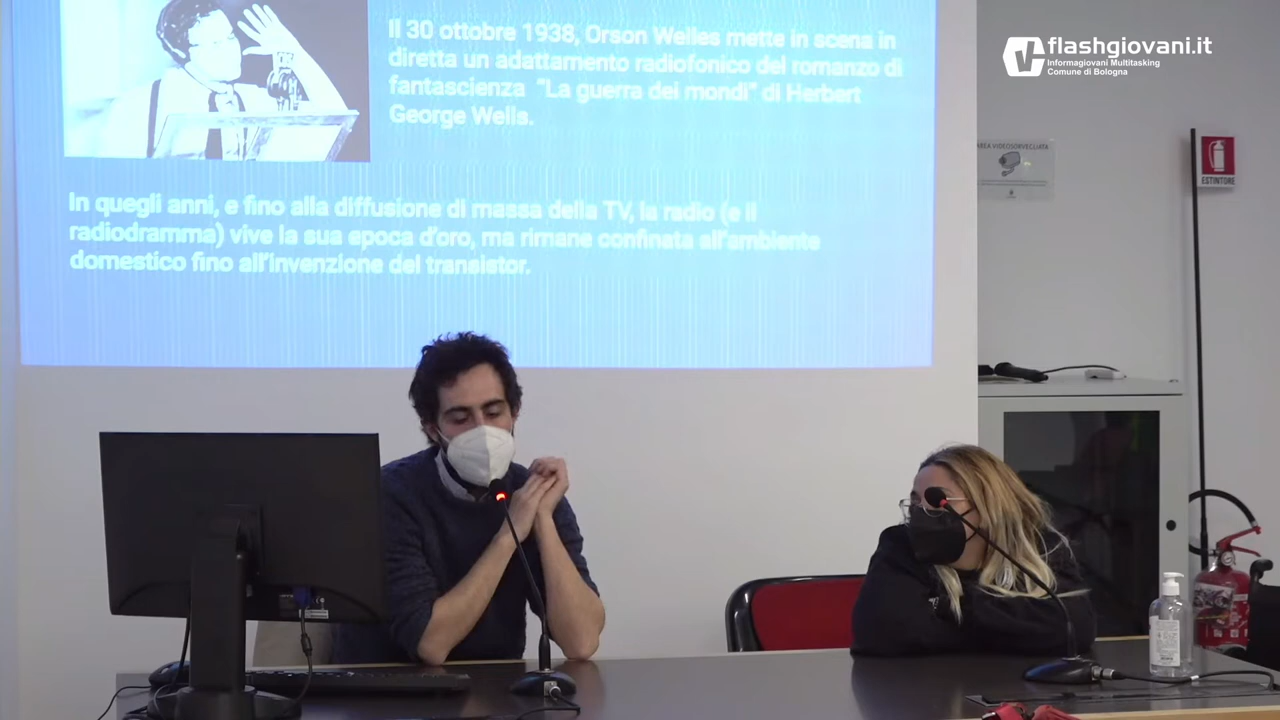 Il 30 ottobre 1938, Orson Welles mette in scena in
diretta un adattamento radiofonico del romanzo di
fantascienza "La guerra dei mondi" di Herbert
George Wells.
In quegli anni, e fino alla diffusione di massa della TV, la radio (e il
radiodramma) vive la sua epoca d'oro, ma rimane confinata all'ambiente
domestico fino all'invenzione del transistor.
flashgiovani.it
Informagiovani Multitasking
Comune di Bologna
AREA VIDEOSORVEGLIATA
ESTINTORE